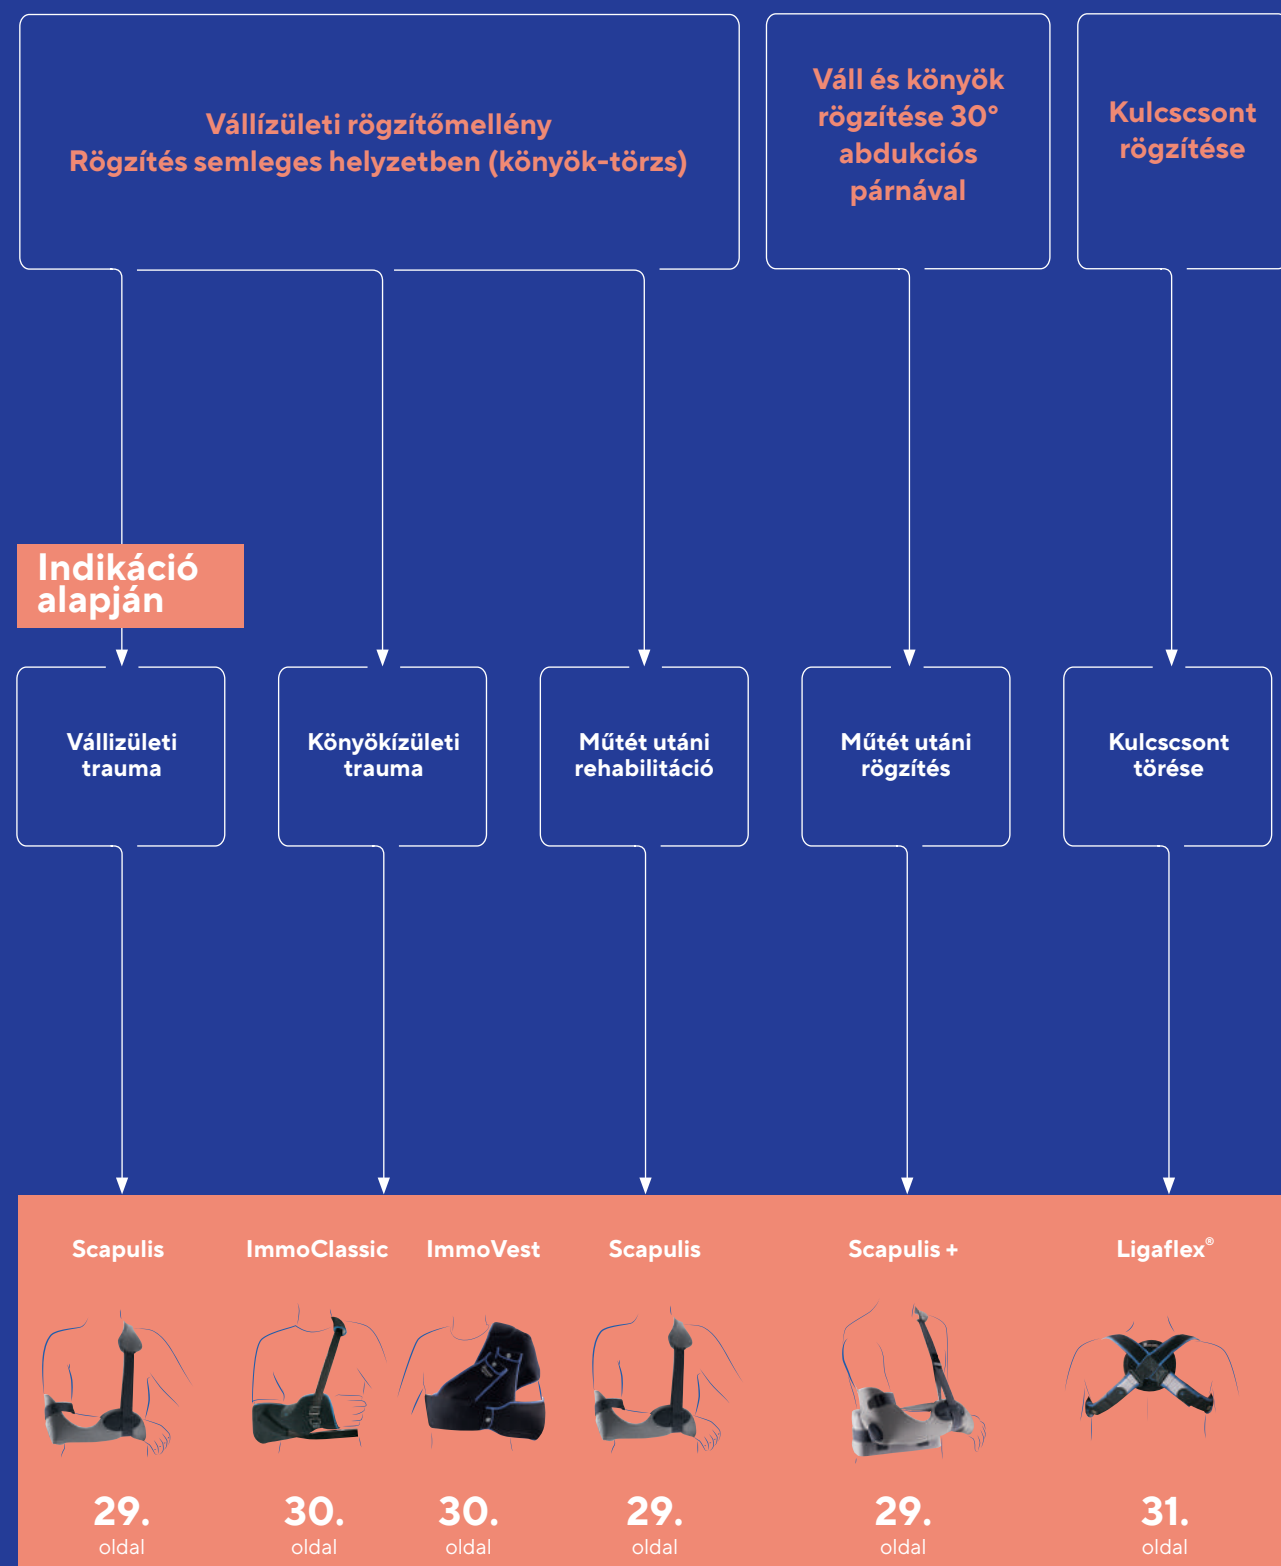 Vállízületi rögzítőmellény
Rögzítés semleges helyzetben (könyök-törzs)
Váll és könyök
rögzítése 30°
abdukciós
párnával
Kulcscsont
rögzítése
Indikáció
alapján
Vállizületi
trauma
Könyökízületi
trauma
Műtét utáni
rehabilitáció
Műtét utáni
rögzítés
Kulcscsont
törése
Scapulis
ImmoClassic
ImmoVest
Scapulis
Scapulis +
Ligaflex®
29.
oldal
30.
oldal
30.
oldal
29.
oldal
29.
oldal
31.
oldal